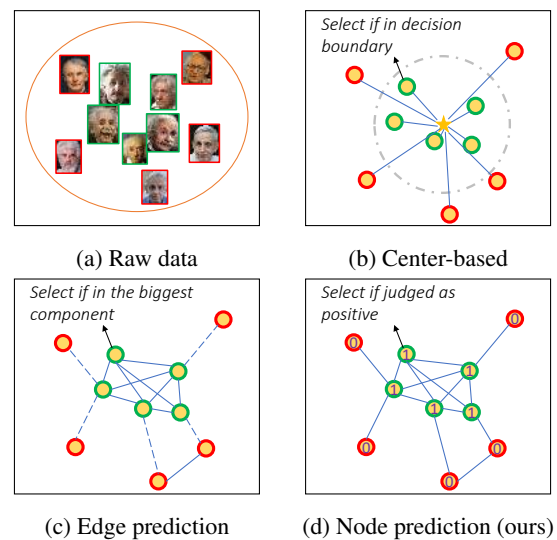 Select if in decision
boundary
(a) Raw data
(b) Center-based
Select if in the biggest
component
Select if judged as
positive
0
0
1
1
1
1
1
0
0
0
(c) Edge prediction
(d) Node prediction (ours)